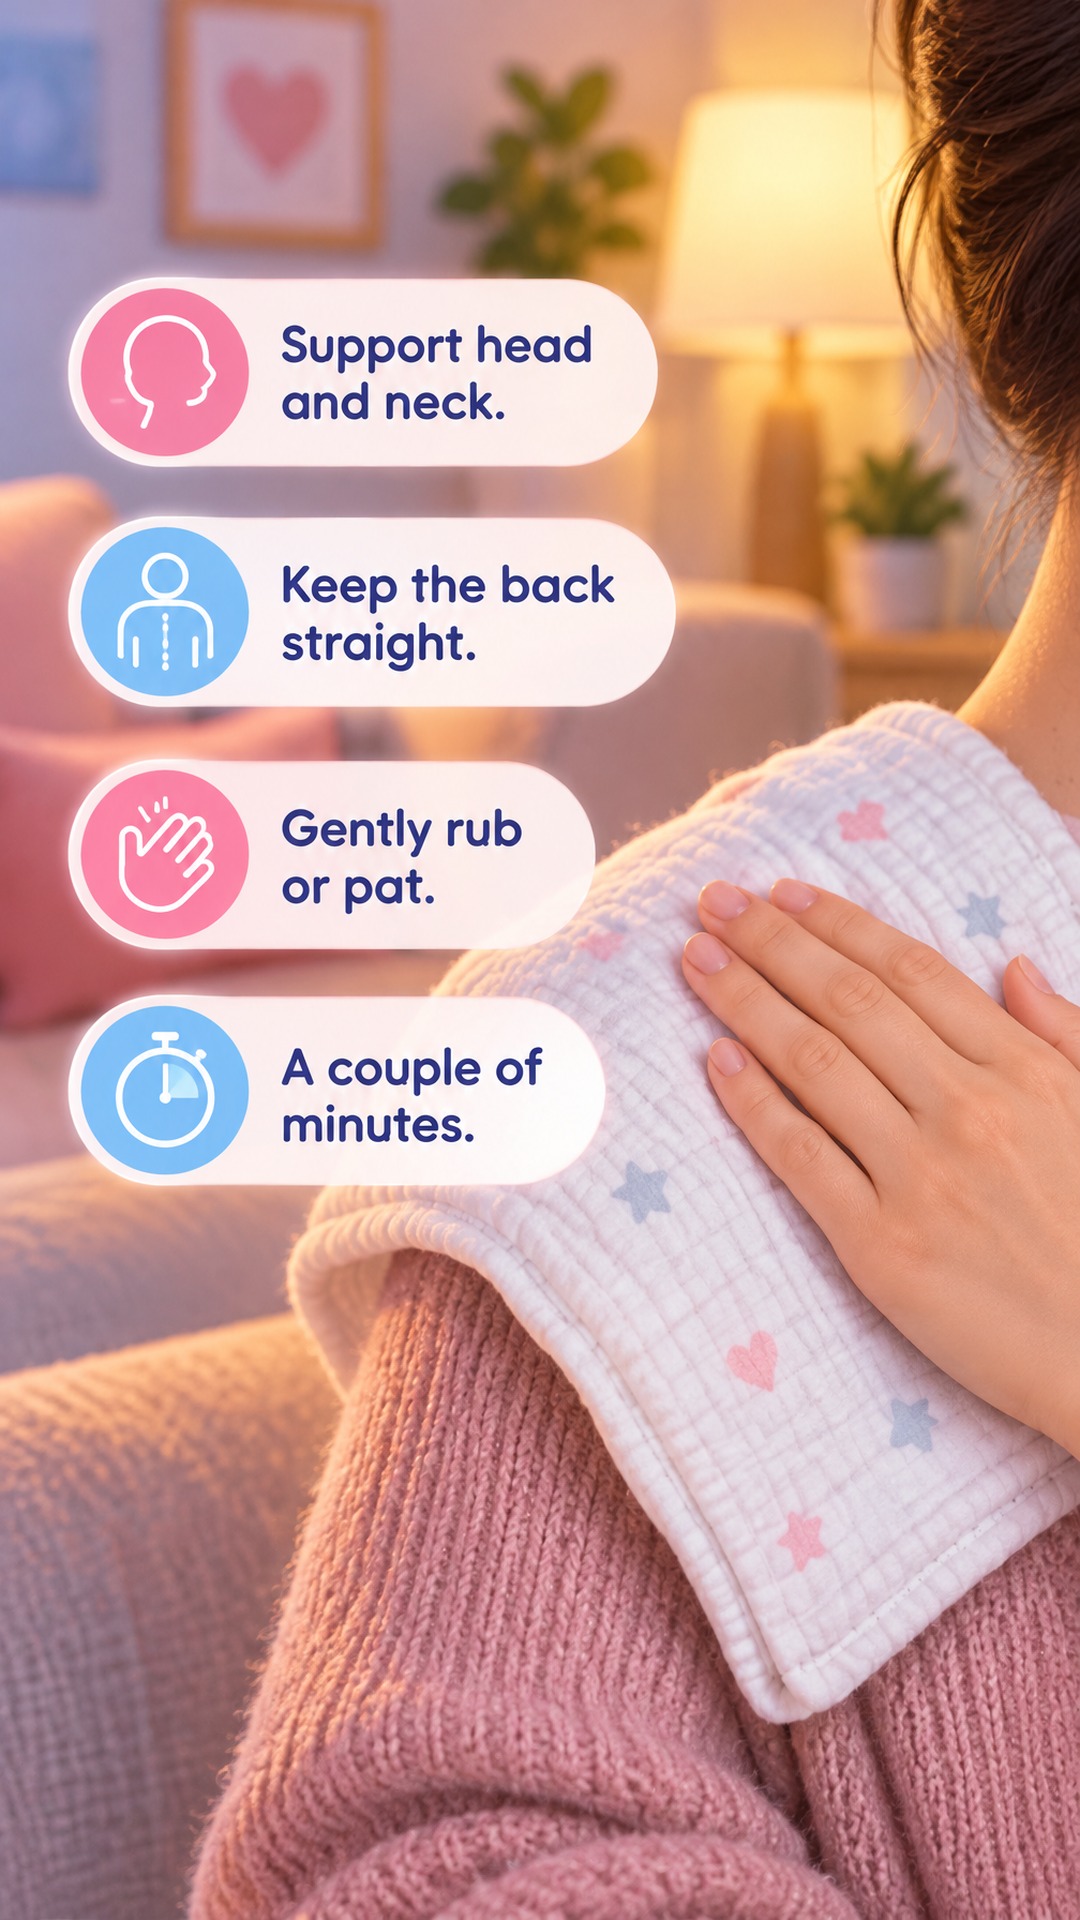 Support head
and neck.
Keep the back
straight.
Gently rub
or pat.
A couple of
minutes.